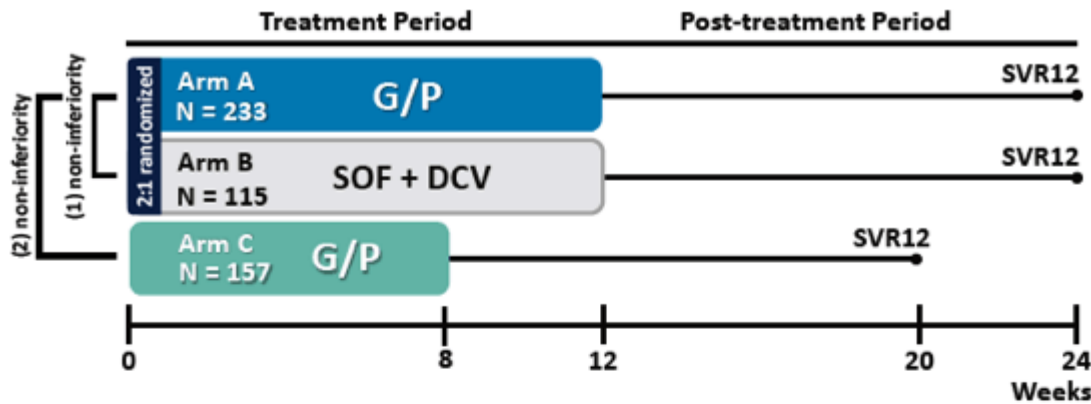 Treatment Period
Post-treatment Period
(2) non-inferiority
(1) non-inferiority
2:1 randomized
Arm A
N = 233
G/P
SVR12
Arm B
N = 115
SOF + DCV
SVR12
Arm C
N = 157
G/P
SVR12
0 8 12 20 24
Weeks